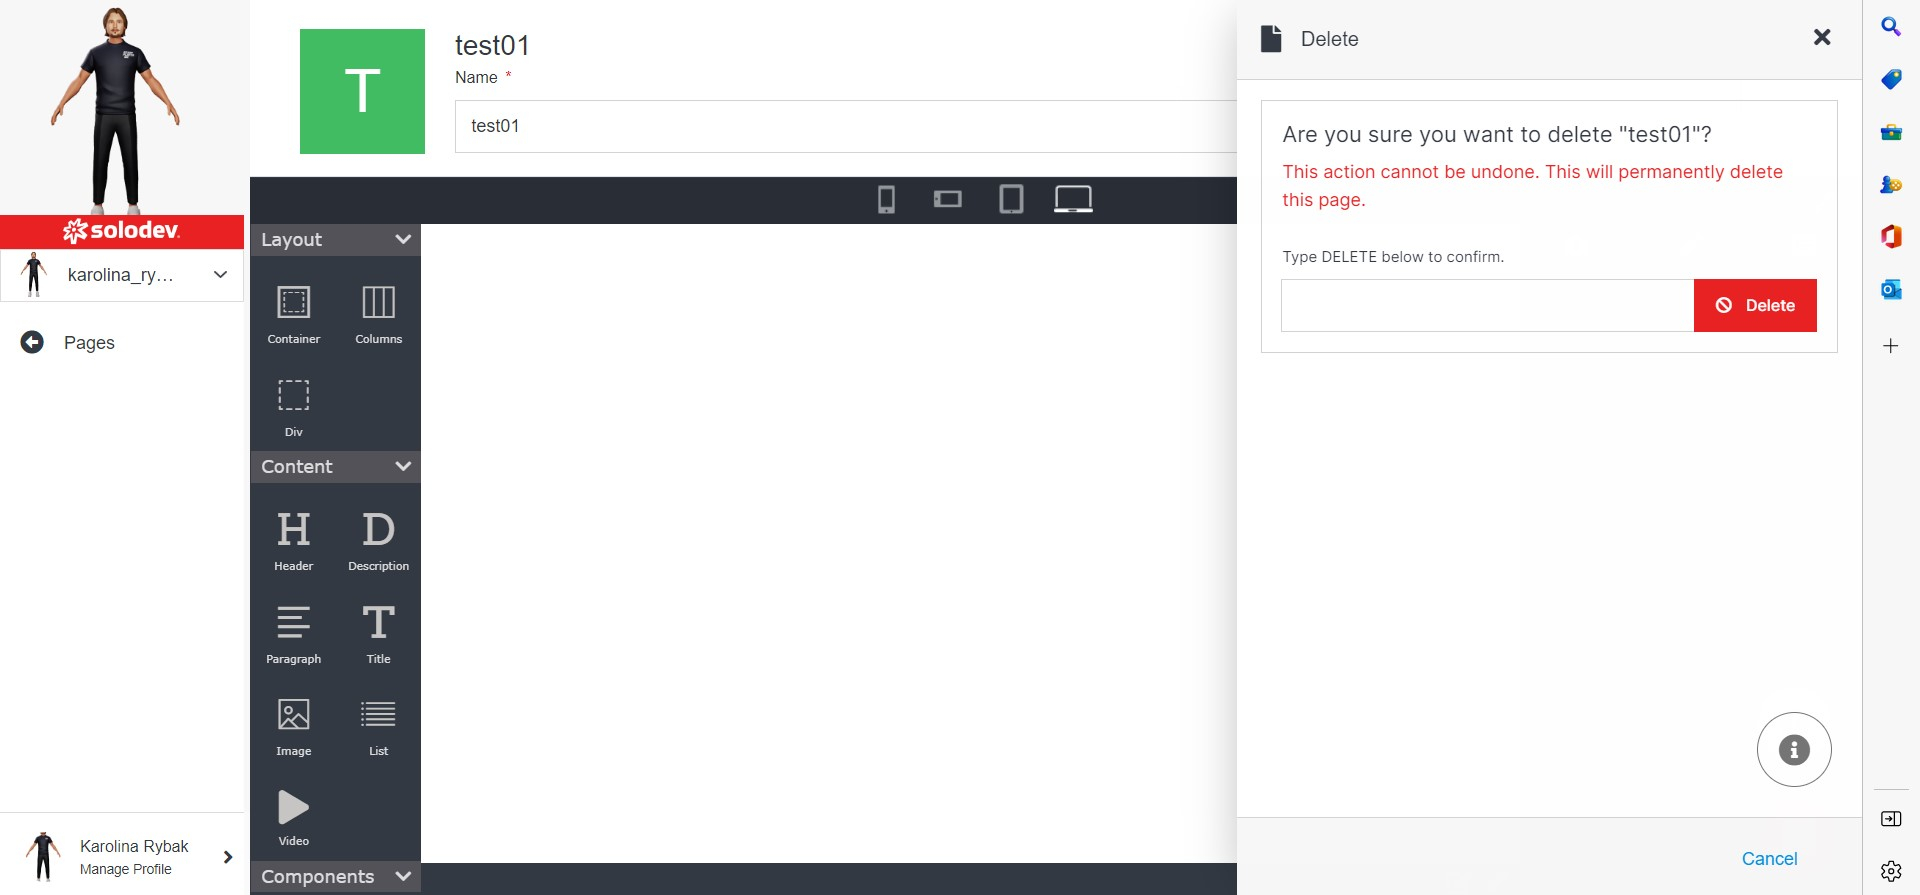 solodev.
karolina_ry...
Pages
Karolina Rybak
Manage Profile
T
test01
Name *
test01
Layout
Container
Columns
Div
Content
H
D
Header
Description
T
Paragraph
Title
Image
List
Video
Components
Delete
Are you sure you want to delete "test01"?
This action cannot be undone. This will permanently delete
this page.
Type DELETE below to confirm.
Delete
Cancel